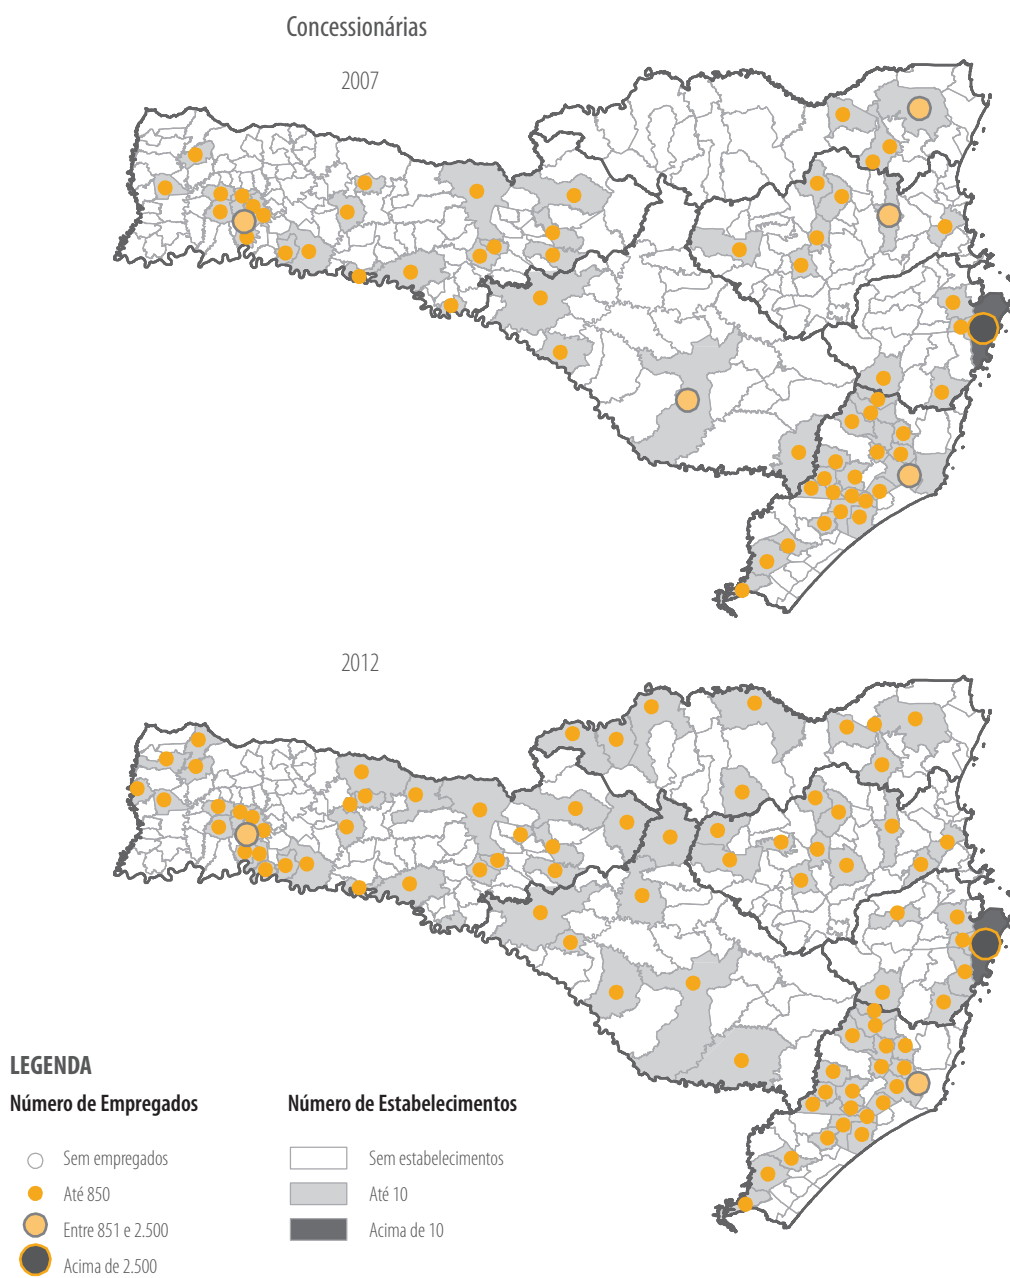 Concessionárias
2007
2012
LEGENDA
Número de Empregados
Sem empregados
Até 850
Entre 851 e 2.500
Acima de 2.500
Número de Estabelecimentos
Sem estabelecimentos
Até 10
Acima de 10